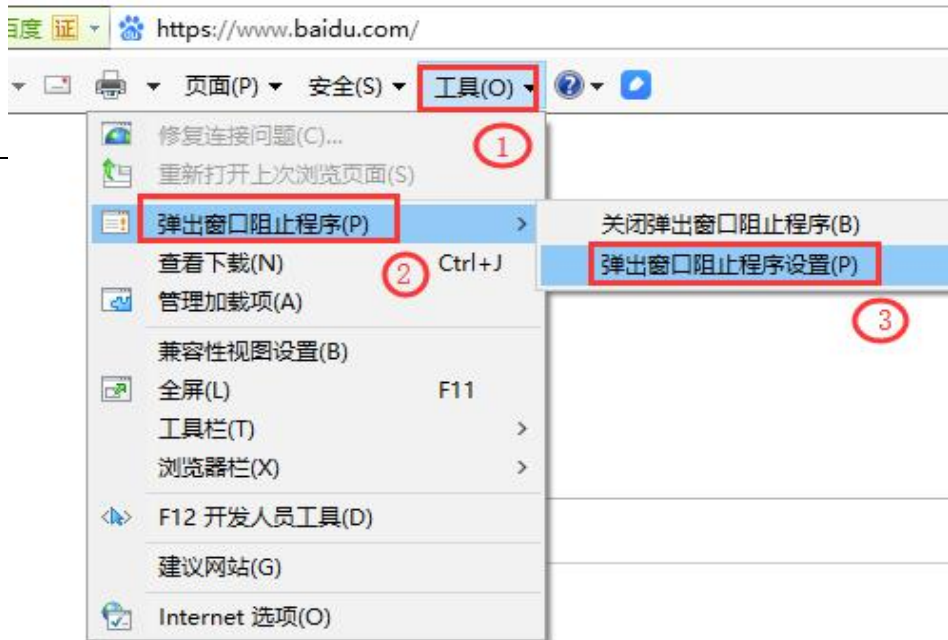 百度 证 https://www.baidu.com/
页面(P) 安全(S) 工具(O)
1
修复连接问题(C)...
重新打开上次浏览页面(S)
弹出窗口阻止程序(P)
关闭弹出窗口阻止程序(B)
查看下载(N) Ctrl+J
弹出窗口阻止程序设置(P)
2
管理加载项(A)
3
兼容性视图设置(B)
全屏(L) F11
工具栏(T)
浏览器栏(X)
F12 开发人员工具(D)
建议网站(G)
Internet 选项(O)